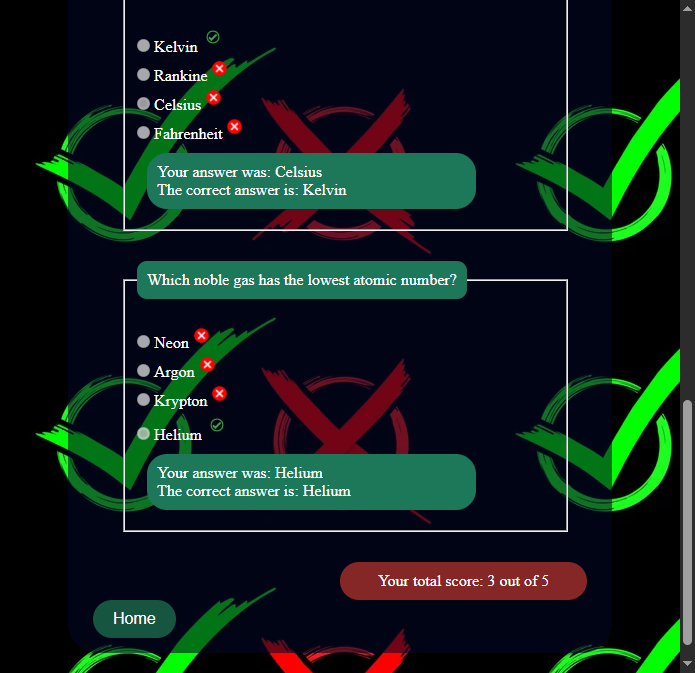 Kelvin
Rankine
Celsius
Fahrenheit
Your answer was: Celsius
The correct answer is: Kelvin
Which noble gas has the lowest atomic number?
Neon
Argon
Krypton
Helium
Your answer was: Helium
The correct answer is: Helium
Your total score: 3 out of 5
Home